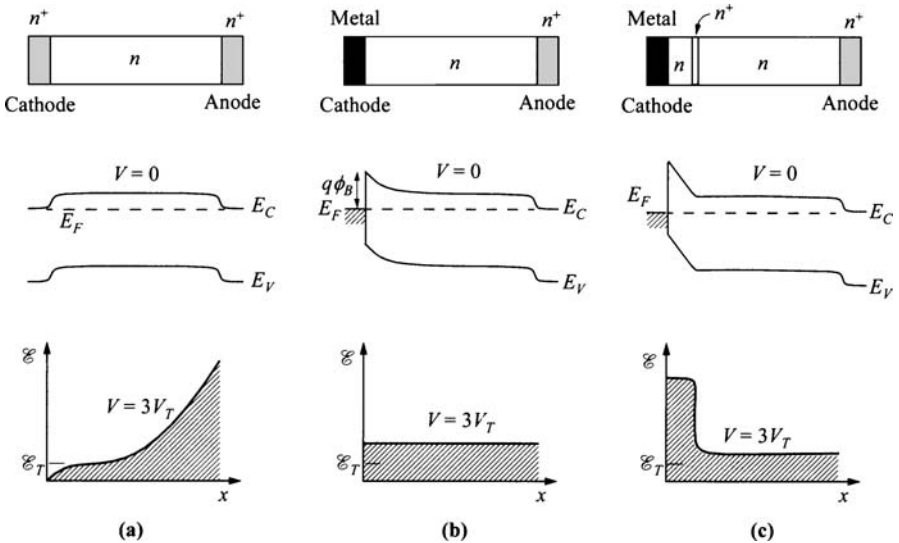 n⁺ n⁺
n
Cathode Anode
V = 0
E_F E_C
E_V
ℰ
V = 3V_T
ℰ_T
x
(a)
Metal n⁺
n
Cathode Anode
qϕ_B V = 0
E_F E_C
E_V
ℰ
V = 3V_T
ℰ_T
x
(b)
Metal n⁺ n⁺
n n
Cathode Anode
V = 0
E_F
E_C
E_V
ℰ
V = 3V_T
ℰ_T
x
(c)